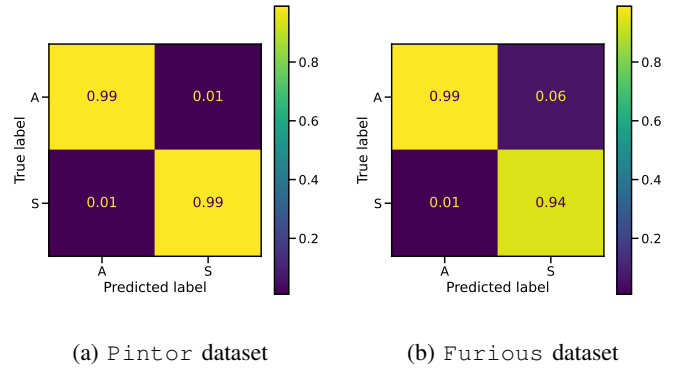 0.99 0.01
0.01 0.99
A
S
True label
A S
Predicted label
0.8
0.6
0.4
0.2
(a) Pintor dataset
0.99 0.06
0.01 0.94
A
S
True label
A S
Predicted label
0.8
0.6
0.4
0.2
(b) Furious dataset